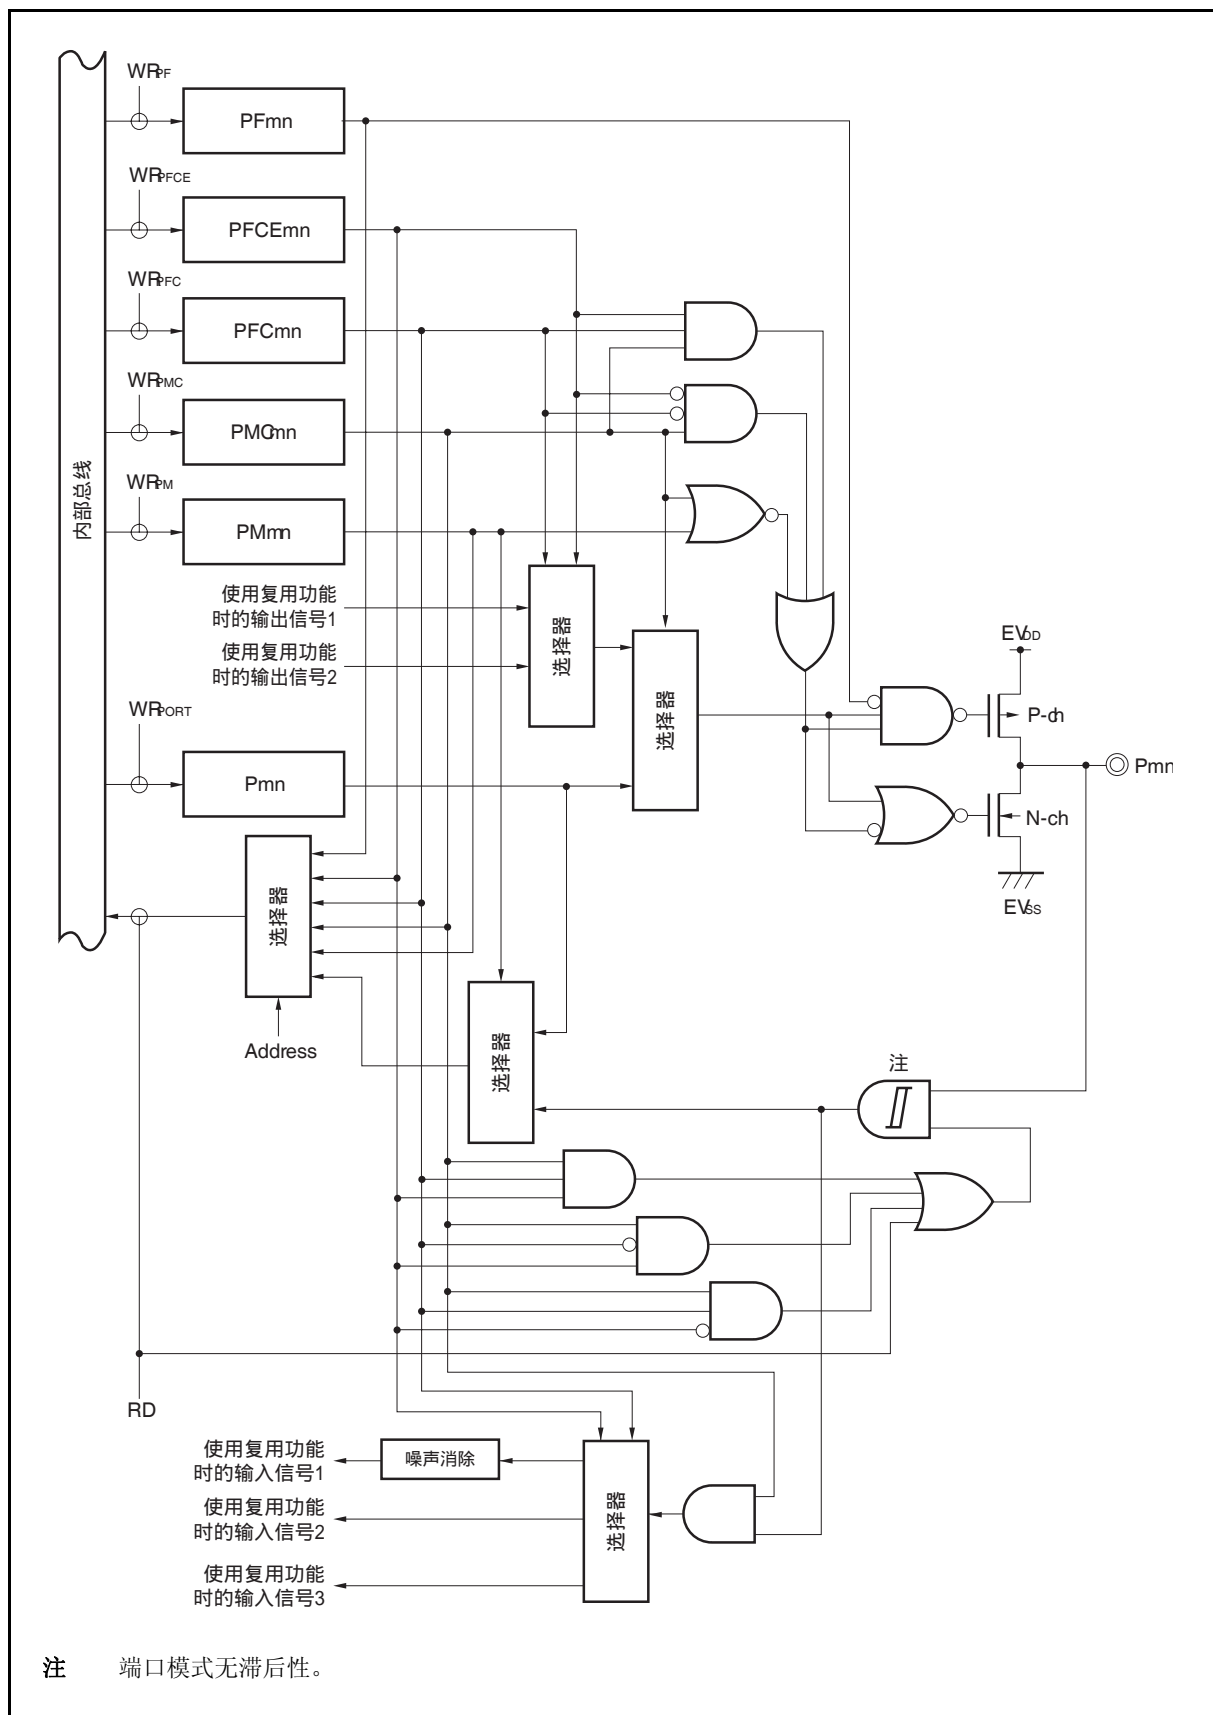 WRPF
PFmn
WRPFCE
PFCEmn
WRPFC
PFCmn
WRPMC
PMCmn
内部总线
WRPM
PMmn
使用复用功能
时的输出信号1
使用复用功能
时的输出信号2
选择器
选择器
EVDD
P-ch
WRPORT
Pmn
Pmn
N-ch
EVSS
选择器
Address
选择器
注
RD
使用复用功能
时的输入信号1
噪声消除
使用复用功能
时的输入信号2
选择器
使用复用功能
时的输入信号3
注 端口模式无滞后性。